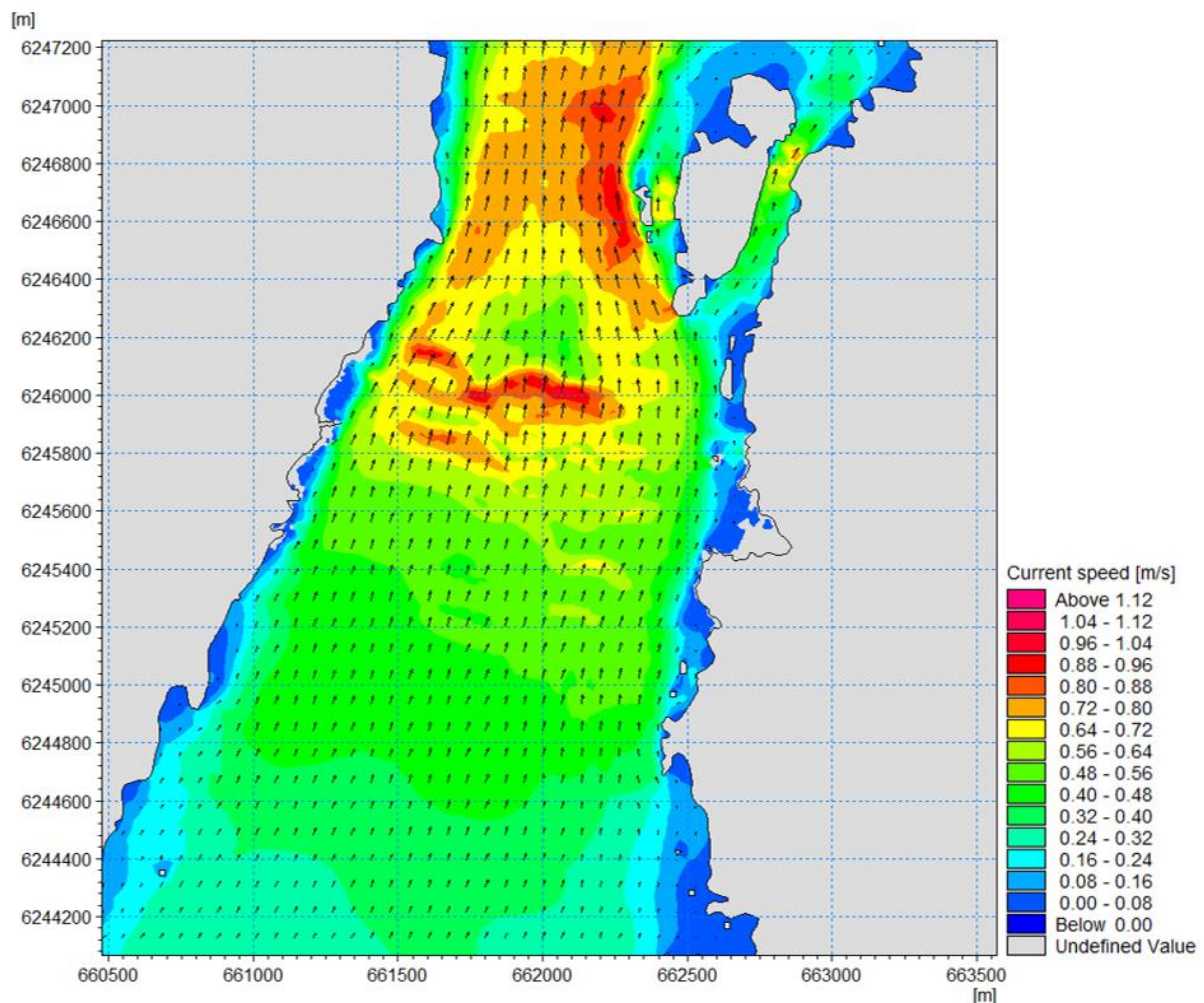 [m]
6247200
6247000
6246800
6246600
6246400
6246200
6246000
6245800
6245600
6245400
6245200
6245000
6244800
6244600
6244400
6244200
660500 661000 661500 662000 662500 663000 663500
[m]
Current speed [m/s]
Above 1.12
1.04 - 1.12
0.96 - 1.04
0.88 - 0.96
0.80 - 0.88
0.72 - 0.80
0.64 - 0.72
0.56 - 0.64
0.48 - 0.56
0.40 - 0.48
0.32 - 0.40
0.24 - 0.32
0.16 - 0.24
0.08 - 0.16
0.00 - 0.08
Below 0.00
Undefined Value